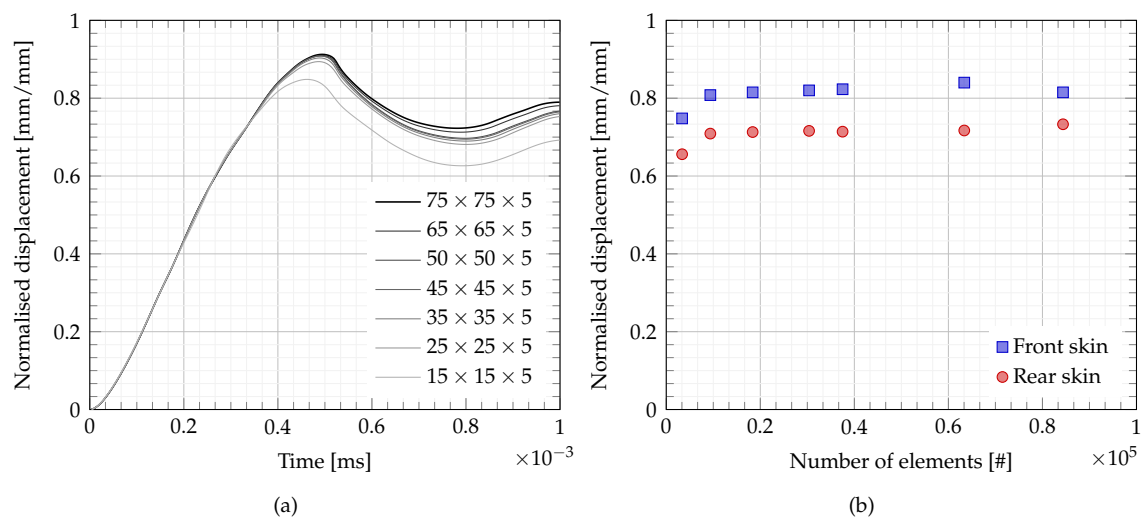 1
0.8
0.6
0.4
0.2
0
Normalised displacement [mm/mm]
75 × 75 × 5
65 × 65 × 5
50 × 50 × 5
45 × 45 × 5
35 × 35 × 5
25 × 25 × 5
15 × 15 × 5
0 0.2 0.4 0.6 0.8 1
Time [ms]
×10⁻³
(a)
1
0.8
0.6
0.4
0.2
0
Normalised displacement [mm/mm]
Front skin
Rear skin
0 0.2 0.4 0.6 0.8 1
Number of elements [#]
×10⁵
(b)